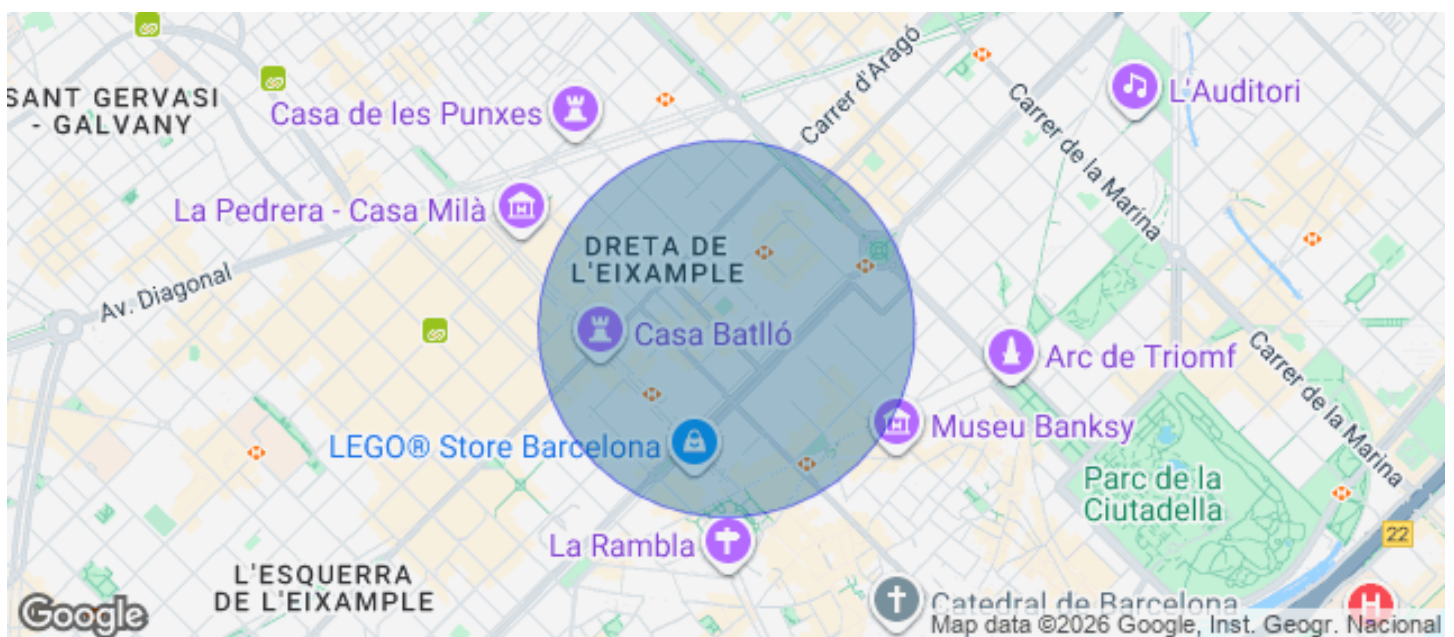 SANT GERVASI
- GALVANY
Casa de les Punxes
Carrer d'Aragó
L'Auditori
Carrer de la Marina
La Pedrera - Casa Milà
DRETA DE
L'EIXAMPLE
Av. Diagonal
Casa Batlló
Arc de Triomf
Carrer de la Marina
LEGO® Store Barcelona
Museu Banksy
Parc de la
Ciutadella
La Rambla
22
L'ESQUERRA
DE L'EIXAMPLE
Catedral de Barcelona
H
Google
Map data ©2026 Google, Inst. Geogr. Nacional